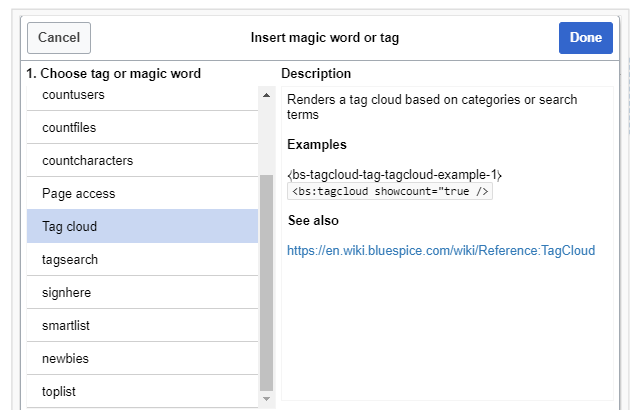 Cancel
Insert magic word or tag
Done
1. Choose tag or magic word
countusers
countfiles
countcharacters
Page access
Tag cloud
tagsearch
signhere
smartlist
newbies
toplist
Description
Renders a tag cloud based on categories or search
terms
Examples
⧼bs-tagcloud-tag-tagcloud-example-1⧽
<bs:tagcloud showcount="true />
See also
https://en.wiki.bluespice.com/wiki/Reference:TagCloud